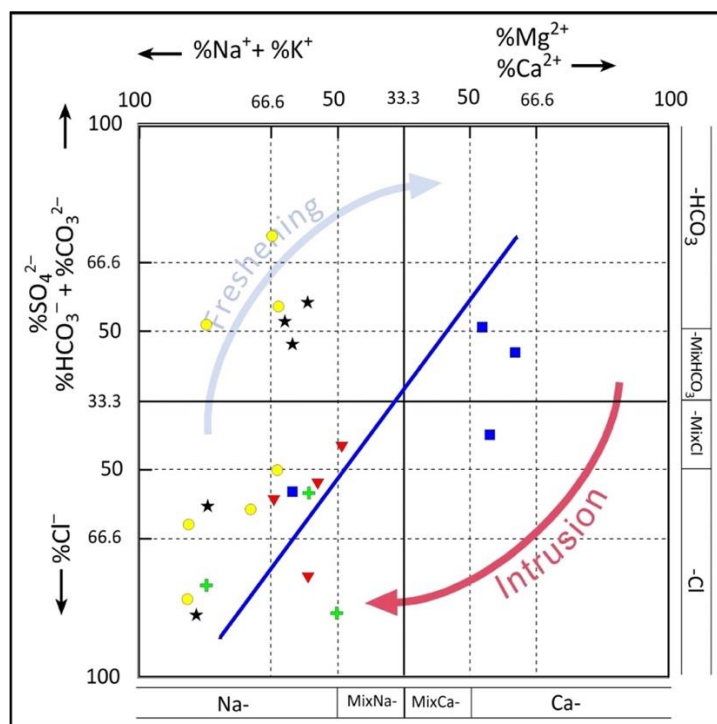 %Na⁺+ %K⁺
%Mg²⁺
%Ca²⁺
100 66.6 50 33.3 50 66.6 100
%SO₄²⁻
%HCO₃⁻ + %CO₃²⁻
%Cl⁻
100
66.6
50
33.3
50
66.6
100
Freshening
Intrusion
-HCO₃
-MixHCO₃
-MixCl
-Cl
Na- MixNa- MixCa- Ca-